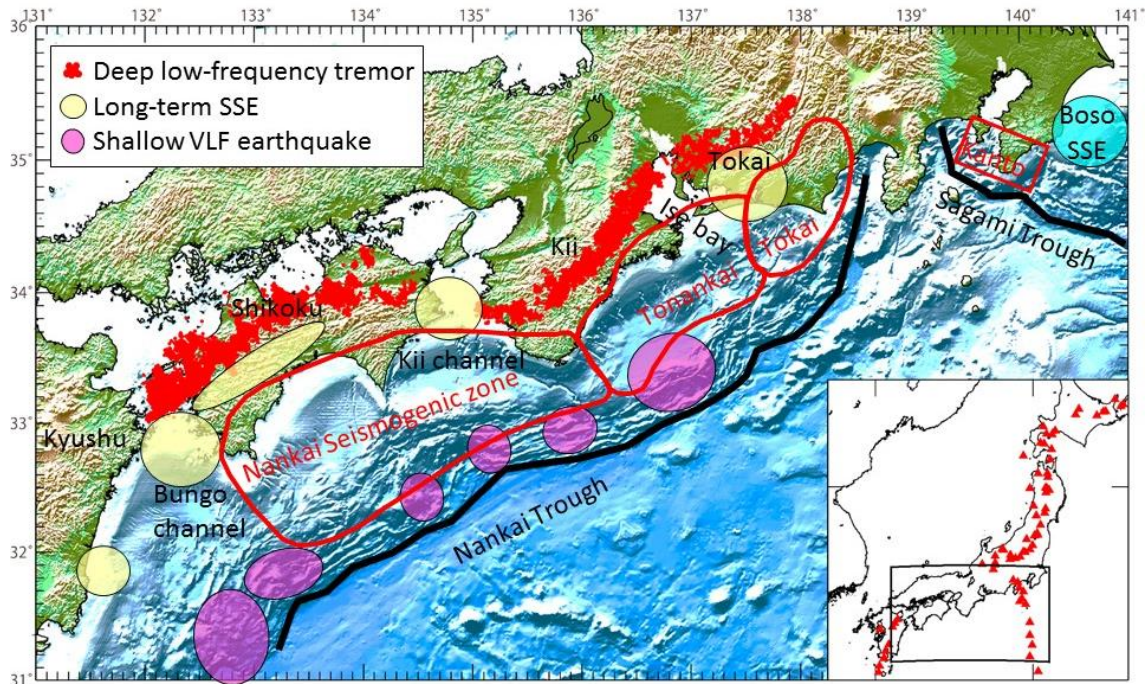 131° 132° 133° 134° 135° 136° 137° 138° 139° 140° 141°
36°
35°
34°
33°
32°
31°
Deep low-frequency tremor
Long-term SSE
Shallow VLF earthquake
Boso
SSE
Kanto
Sagami Trough
Tokai
Ise bay
Tokai
Tonankai
Kii
Shikoku
Kii channel
Nankai Seismogenic zone
Kyushu
Bungo
channel
Nankai Trough